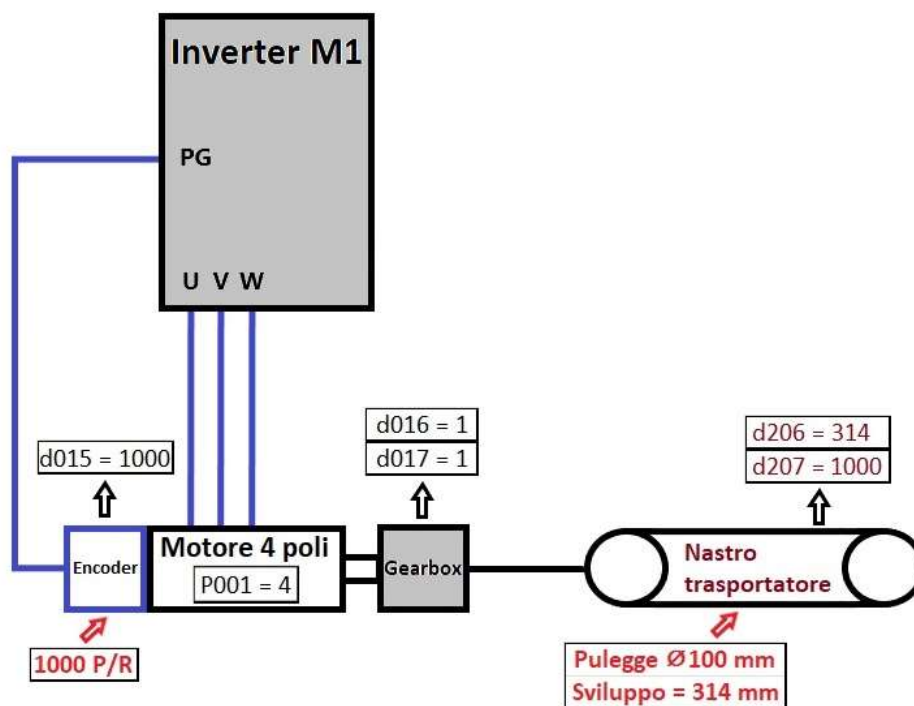 Inverter M1
PG
U V W
d015 = 1000
d016 = 1
d017 = 1
d206 = 314
d207 = 1000
Encoder
Motore 4 poli
P001 = 4
Gearbox
Nastro
trasportatore
1000 P/R
Pulegge Ø100 mm
Sviluppo = 314 mm